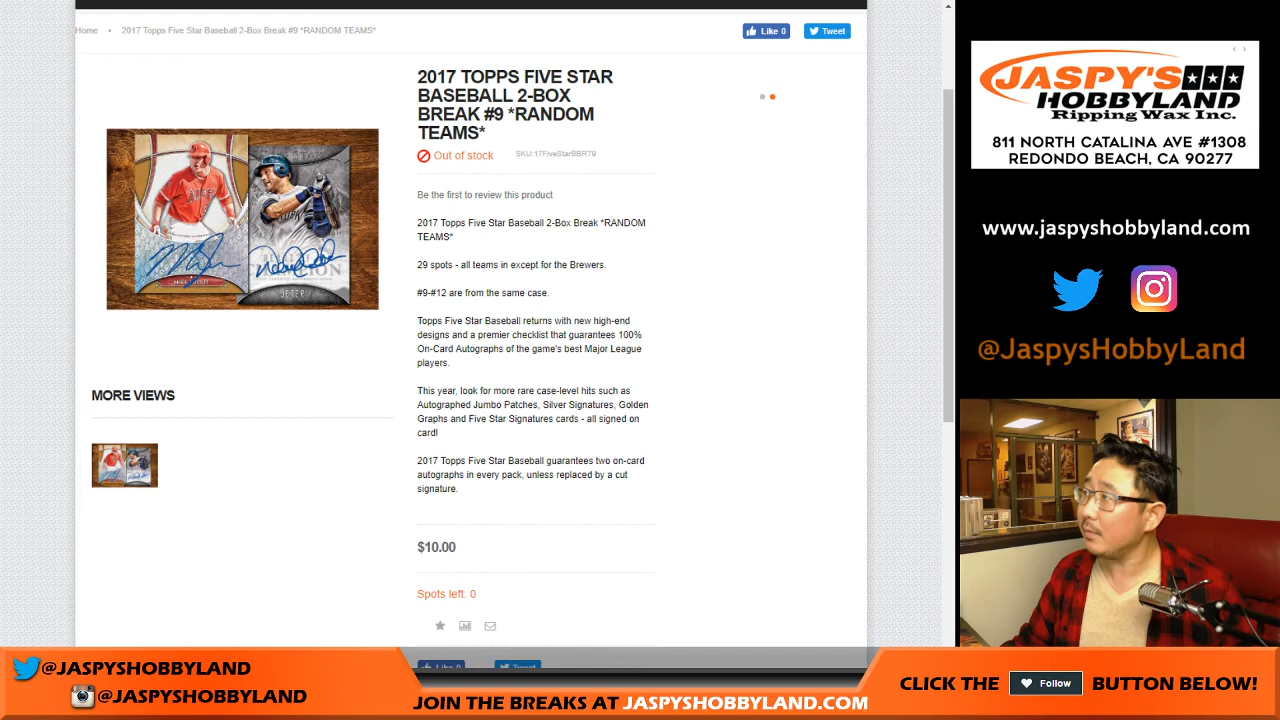 Home • 2017 Topps Five Star Baseball 2-Box Break #9 *RANDOM TEAMS*
Like 0
Tweet
2017 TOPPS FIVE STAR
BASEBALL 2-BOX
BREAK #9 *RANDOM
TEAMS*
Out of stock
SKU:17FiveStarBBRT9
Be the first to review this product
2017 Topps Five Star Baseball 2-Box Break *RANDOM
TEAMS*
29 spots - all teams in except for the Brewers.
#9-#12 are from the same case.
Topps Five Star Baseball returns with new high-end
designs and a premier checklist that guarantees 100%
On-Card Autographs of the game's best Major League
players.
This year, look for more rare case-level hits such as
Autographed Jumbo Patches, Silver Signatures, Golden
Graphs and Five Star Signatures cards - all signed on
card!
2017 Topps Five Star Baseball guarantees two on-card
autographs in every pack, unless replaced by a cut
signature.
$10.00
Spots left: 0
Like 0
Tweet
MIKE TROUT
JETER
MORE VIEWS
JASPY'S
HOBBYLAND
Ripping Wax Inc.
811 NORTH CATALINA AVE #1308
REDONDO BEACH, CA 90277
www.jaspyshobbyland.com
@JaspysHobbyLand
@JASPYSHOBBYLAND
@JASPYSHOBBYLAND
JOIN THE BREAKS AT JASPYSHOBBYLAND.COM
CLICK THE Follow BUTTON BELOW!